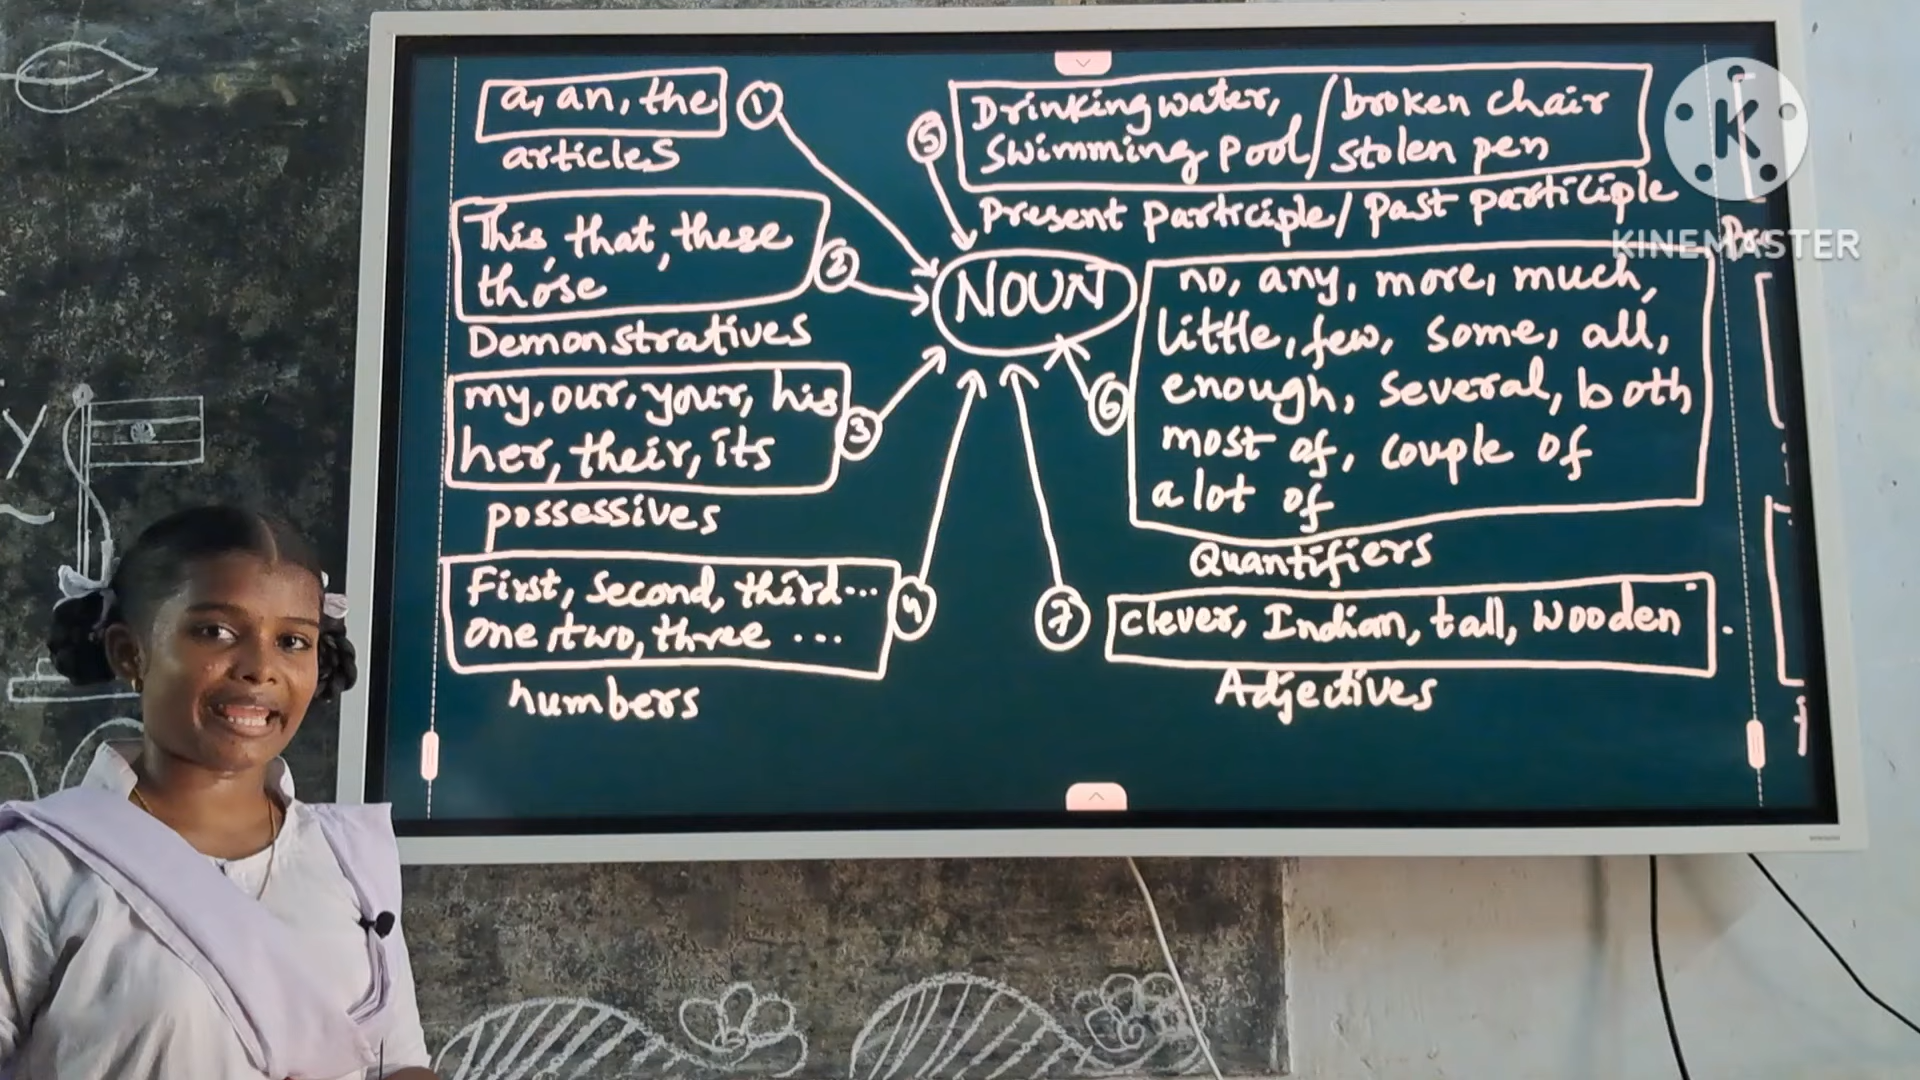 a, an, the
articles
1
This, that, these
those
Demonstratives
2
my, our, your, his
her, their, its
possessives
3
First, Second, third...
one, two, three ...
numbers
4
NOUN
5
Drinking water, / broken chair
Swimming Pool / stolen pen
Present Participle / Past participle
6
no, any, more, much,
little, few, some, all,
enough, several, both
most of, couple of
a lot of
Quantifiers
7
clever, Indian, tall, wooden
Adjectives
K
KINEMASTER
Y